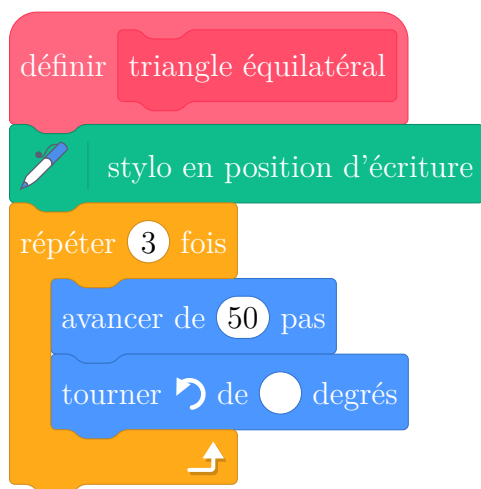 définir triangle équilatéral
stylo en position d'écriture
répéter 3 fois
avancer de 50 pas
tourner de degrés